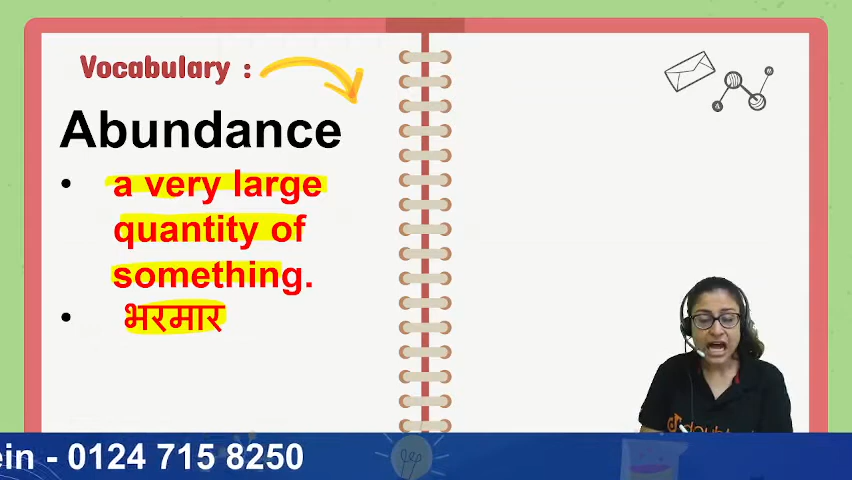 Vocabulary :
Abundance
• a very large
quantity of
something.
• भरमार
ein - 0124 715 8250